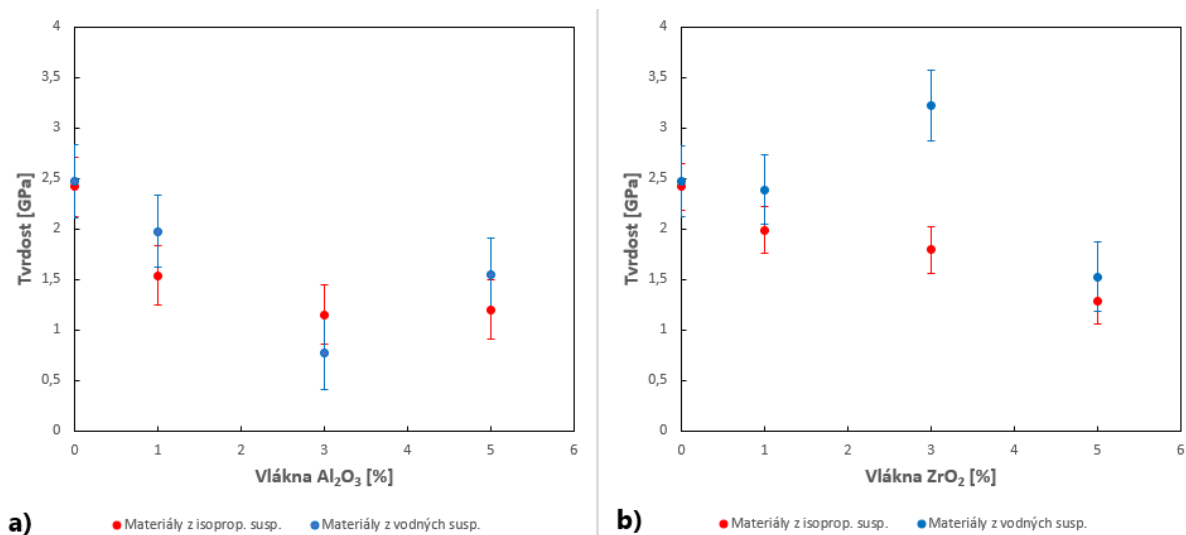 4
3,5
3
2,5
2
1,5
1
0,5
0
Tvrdost [GPa]
0 1 2 3 4 5 6
Vlákna Al₂O₃ [%]
a)
Materiály z isoprop. susp. Materiály z vodných susp.
4
3,5
3
2,5
2
1,5
1
0,5
0
Tvrdost [GPa]
0 1 2 3 4 5 6
Vlákna ZrO₂ [%]
b)
Materiály z isoprop. susp. Materiály z vodných susp.